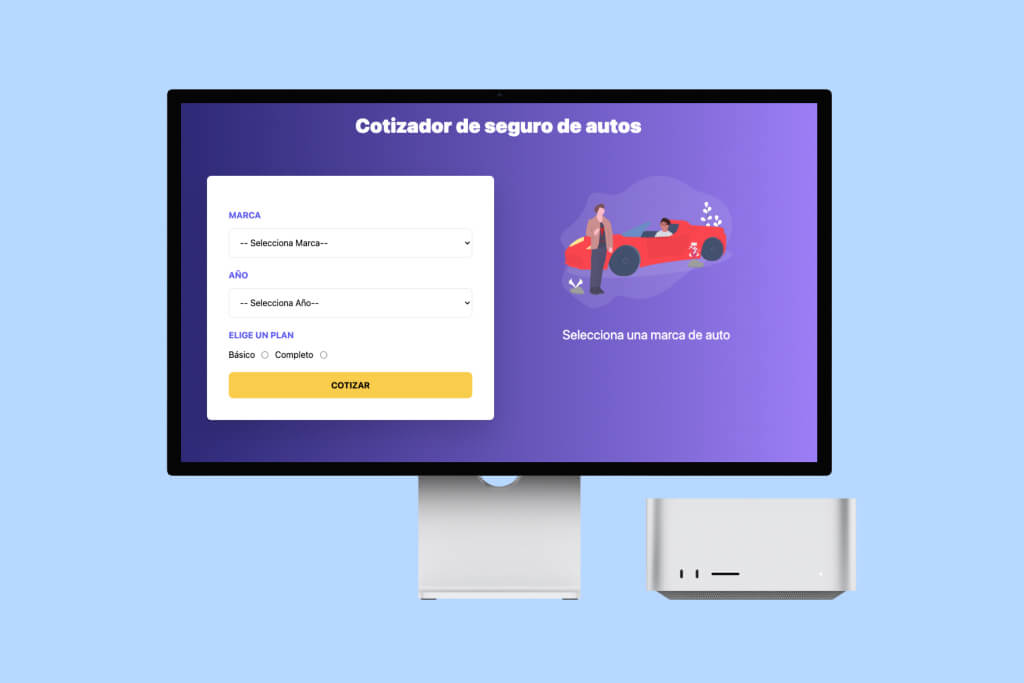 Cotizador de seguro de autos
MARCA
-- Selecciona Marca--
AÑO
-- Selecciona Año--
ELIGE UN PLAN
Básico Completo
COTIZAR
Selecciona una marca de auto